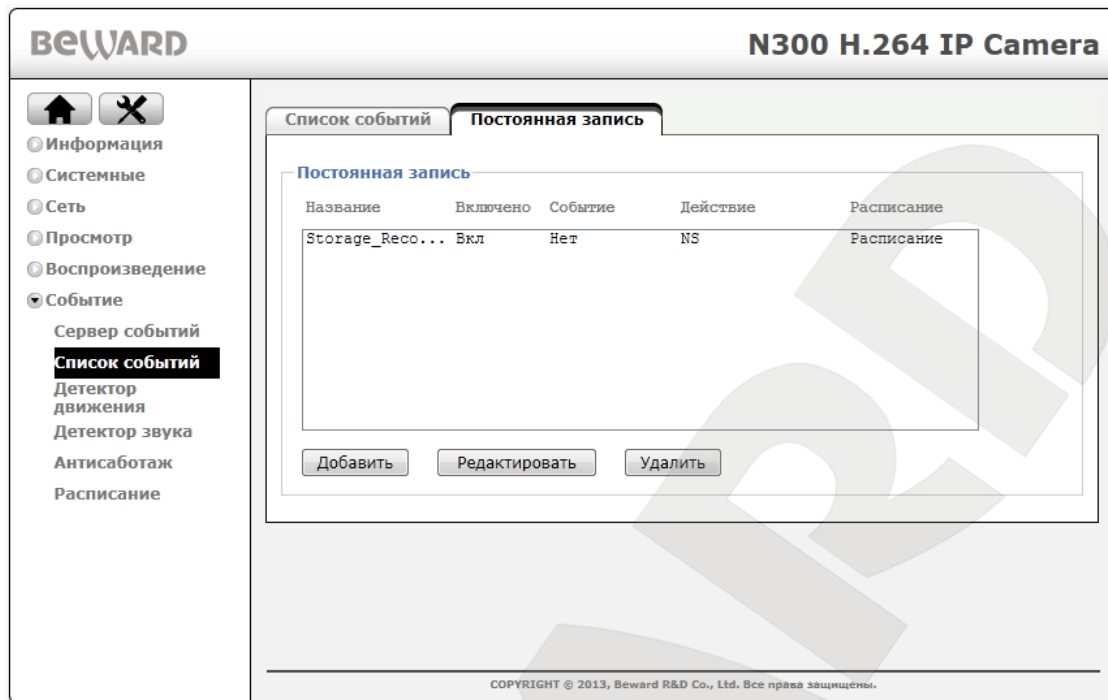 BEWARD
N300 H.264 IP Camera
Информация
Системные
Сеть
Просмотр
Воспроизведение
Событие
Сервер событий
Список событий
Детектор
движения
Детектор звука
Антисаботаж
Расписание
Список событий Постоянная запись
Постоянная запись
Название Включено Событие Действие Расписание
Storage_Reco... Вкл Нет NS Расписание
Добавить Редактировать Удалить
COPYRIGHT © 2013, Beward R&D Co., Ltd. Все права защищены.